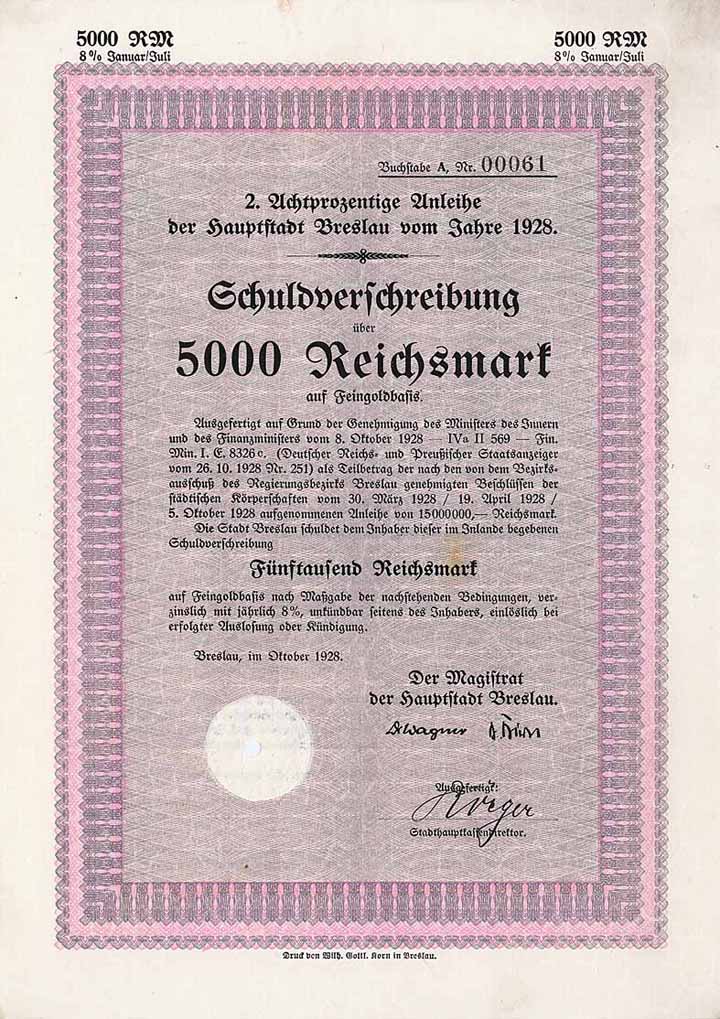 5000 RM 5000 RM
8% Januar/Juli 8% Januar/Juli
Buchstabe A, Nr. 00061
2. Achtprozentige Anleihe
der Hauptstadt Breslau vom Jahre 1928.
Schuldverschreibung
über
5000 Reichsmark
auf Feingoldbasis.
Ausgefertigt auf Grund der Genehmigung des Ministers des Innern
und des Finanzministers vom 8. Oktober 1928 — IVa II 569 — Fin.
Min. I. E. 8326 c. (Deutscher Reichs- und Preußischer Staatsanzeiger
vom 26. 10. 1928 Nr. 251) als Teilbetrag der nach den von dem Bezirks-
ausschuß des Regierungsbezirks Breslau genehmigten Beschlüssen der
städtischen Körperschaften vom 30. März 1928 / 19. April 1928 /
5. Oktober 1928 aufgenommenen Anleihe von 15000000,— Reichsmark.
Die Stadt Breslau schuldet dem Inhaber dieser im Inlande begebenen
Schuldverschreibung
Fünftausend Reichsmark
auf Feingoldbasis nach Maßgabe der nachstehenden Bedingungen, ver-
zinslich mit jährlich 8%, unkündbar seitens des Inhabers, einlöslich bei
erfolgter Auslosung oder Kündigung.
Breslau, im Oktober 1928.
Der Magistrat
der Hauptstadt Breslau.
Wagner
Ausgefertigt:
Stadthauptkassendirektor.
Druck von Wilh. Gottl. Korn in Breslau.